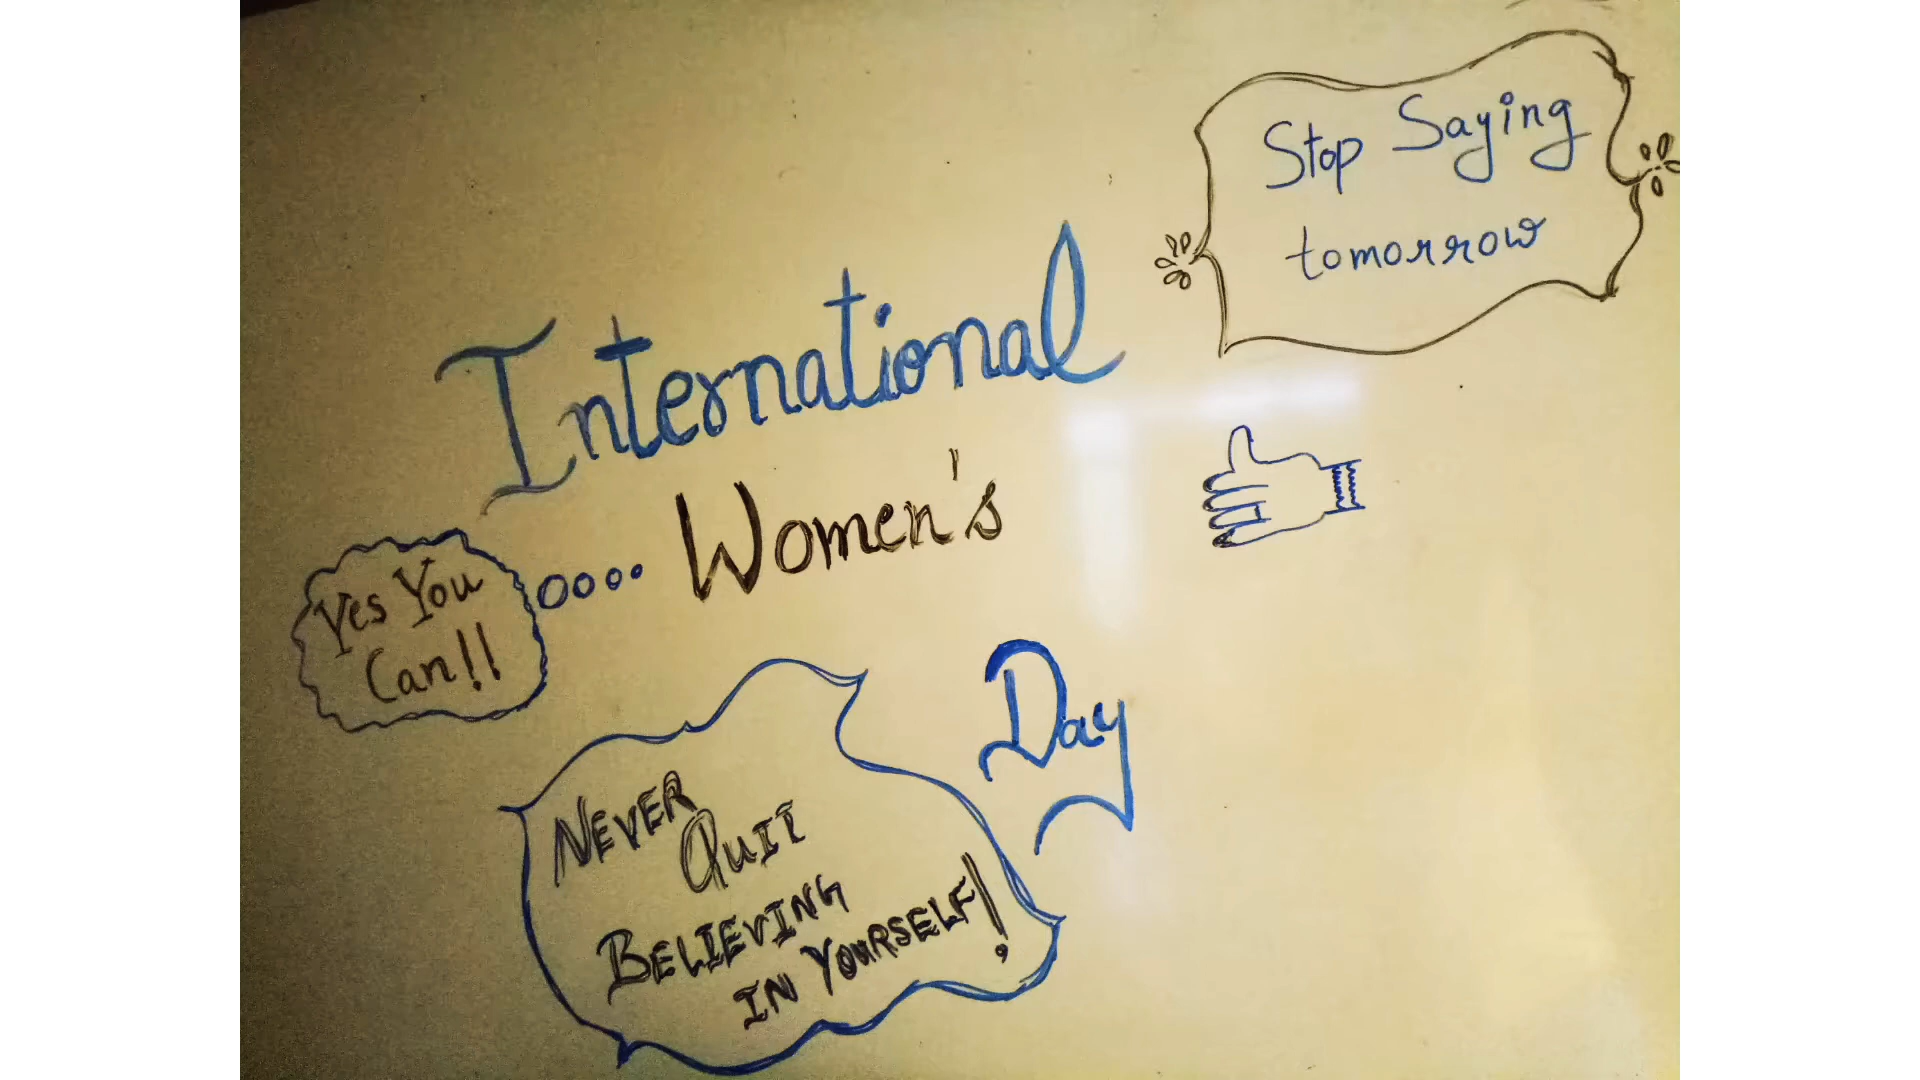 Stop Saying
tomorrow
International
Women's
Day
Yes You
Can!!
NEVER
QUIT
BELIEVING
IN YOURSELF!